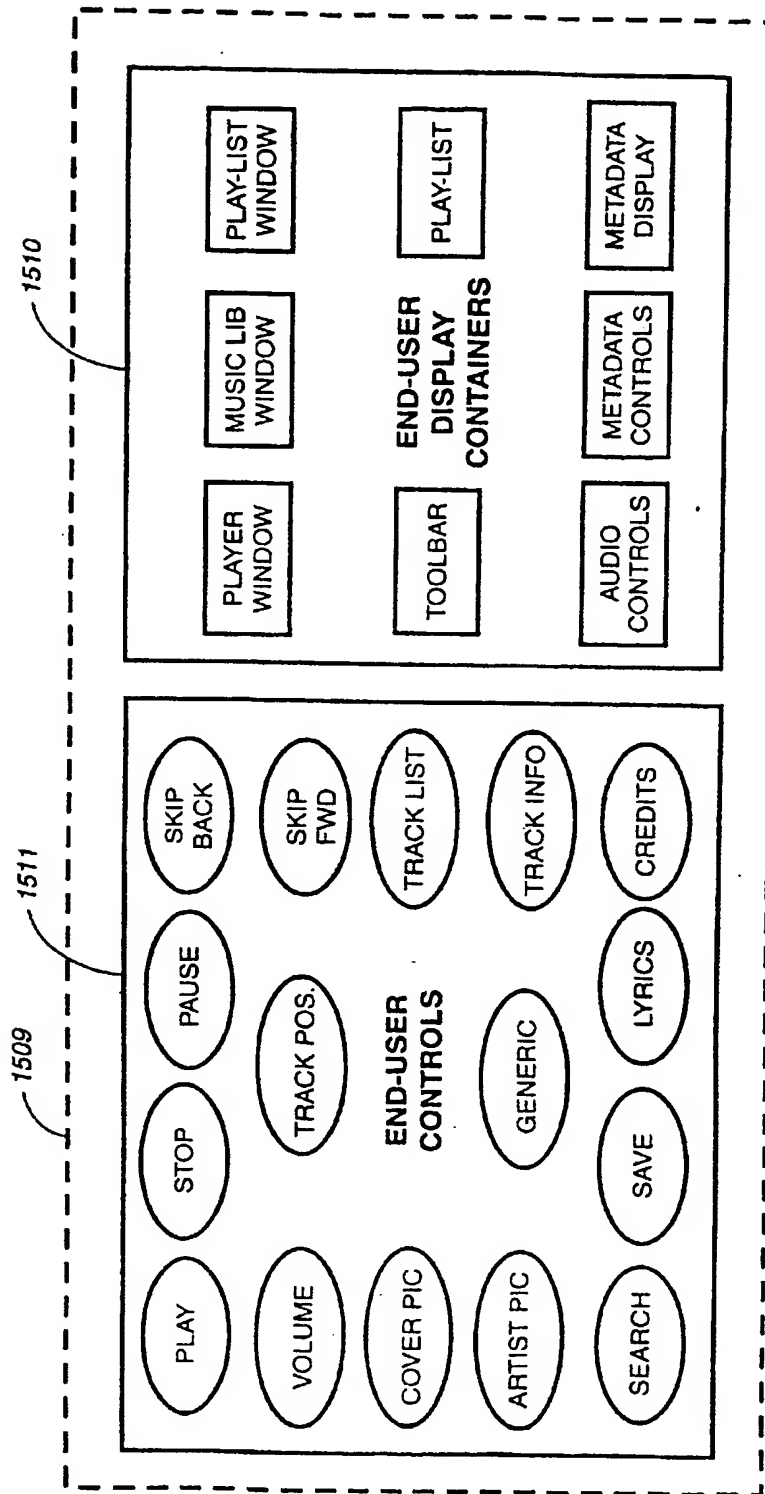 1509
1511
1510
PLAY
STOP
PAUSE
SKIP
BACK
VOLUME
TRACK POS.
SKIP
FWD
COVER PIC
END-USER
CONTROLS
TRACK LIST
ARTIST PIC
GENERIC
TRACK INFO
SEARCH
SAVE
LYRICS
CREDITS
PLAYER
WINDOW
MUSIC LIB
WINDOW
PLAY-LIST
WINDOW
TOOLBAR
END-USER
DISPLAY
CONTAINERS
PLAY-LIST
AUDIO
CONTROLS
METADATA
CONTROLS
METADATA
DISPLAY